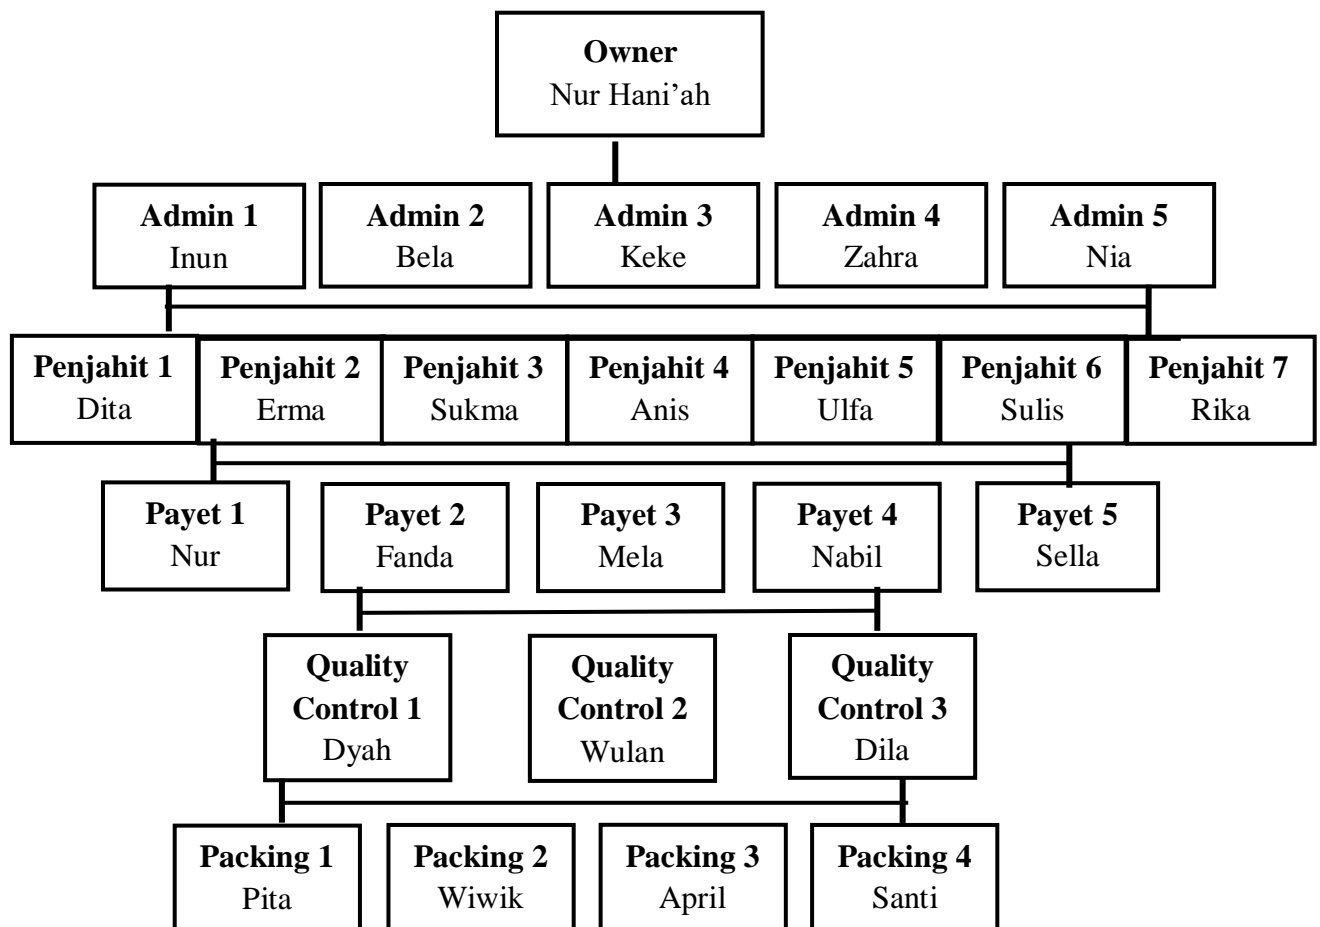 Owner
Nur Hani’ah
Admin 1
Inun
Admin 2
Bela
Admin 3
Keke
Admin 4
Zahra
Admin 5
Nia
Penjahit 1
Dita
Penjahit 2
Erma
Penjahit 3
Sukma
Penjahit 4
Anis
Penjahit 5
Ulfa
Penjahit 6
Sulis
Penjahit 7
Rika
Payet 1
Nur
Payet 2
Fanda
Payet 3
Mela
Payet 4
Nabil
Payet 5
Sella
Quality
Control 1
Dyah
Quality
Control 2
Wulan
Quality
Control 3
Dila
Packing 1
Pita
Packing 2
Wiwik
Packing 3
April
Packing 4
Santi